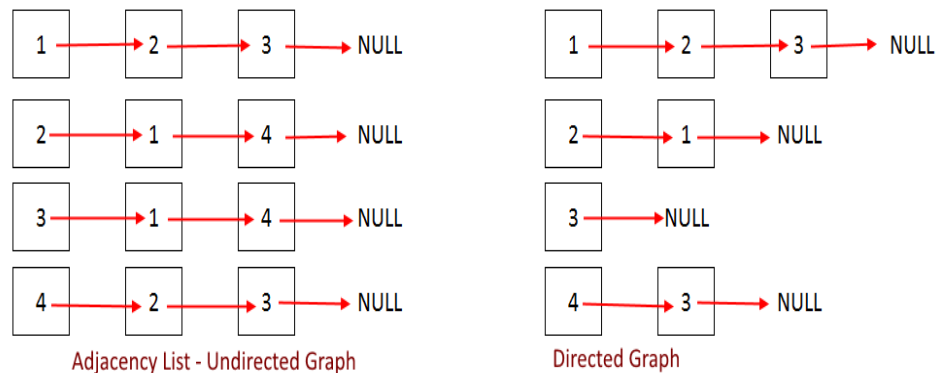 1 2 3 NULL
2 1 4 NULL
3 1 4 NULL
4 2 3 NULL
Adjacency List - Undirected Graph
1 2 3 NULL
2 1 NULL
3 NULL
4 3 NULL
Directed Graph